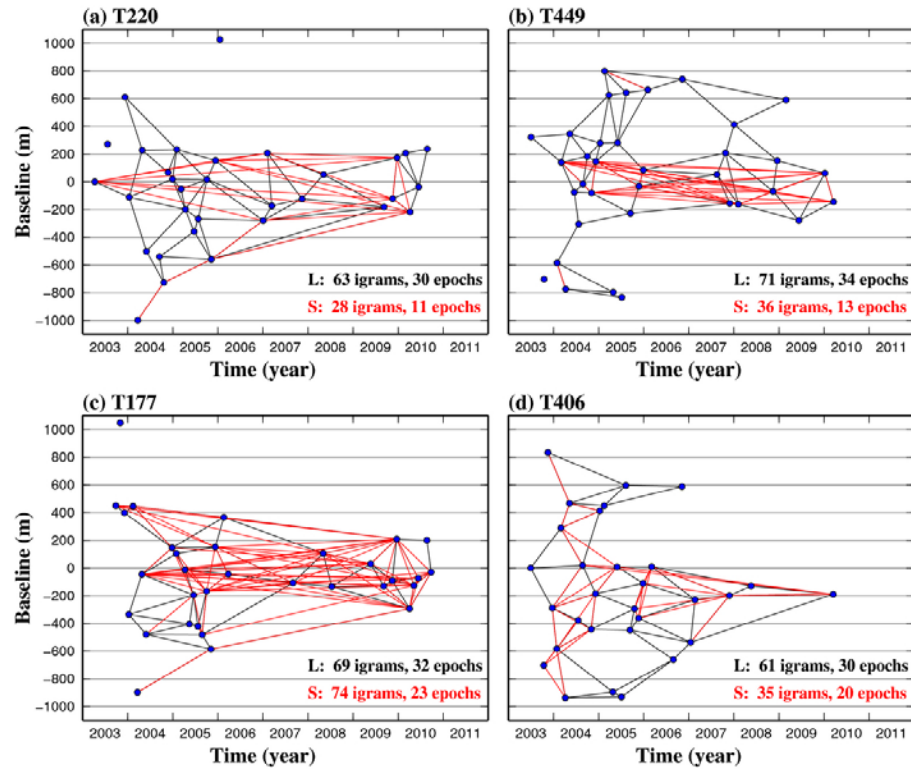 (a) T220
1000
800
600
400
200
0
−200
−400
−600
−800
−1000
Baseline (m)
L: 63 igrams, 30 epochs
S: 28 igrams, 11 epochs
2003 2004 2005 2006 2007 2008 2009 2010 2011
Time (year)
(b) T449
L: 71 igrams, 34 epochs
S: 36 igrams, 13 epochs
2003 2004 2005 2006 2007 2008 2009 2010 2011
Time (year)
(c) T177
1000
800
600
400
200
0
−200
−400
−600
−800
−1000
Baseline (m)
L: 69 igrams, 32 epochs
S: 74 igrams, 23 epochs
2003 2004 2005 2006 2007 2008 2009 2010 2011
Time (year)
(d) T406
L: 61 igrams, 30 epochs
S: 35 igrams, 20 epochs
2003 2004 2005 2006 2007 2008 2009 2010 2011
Time (year)